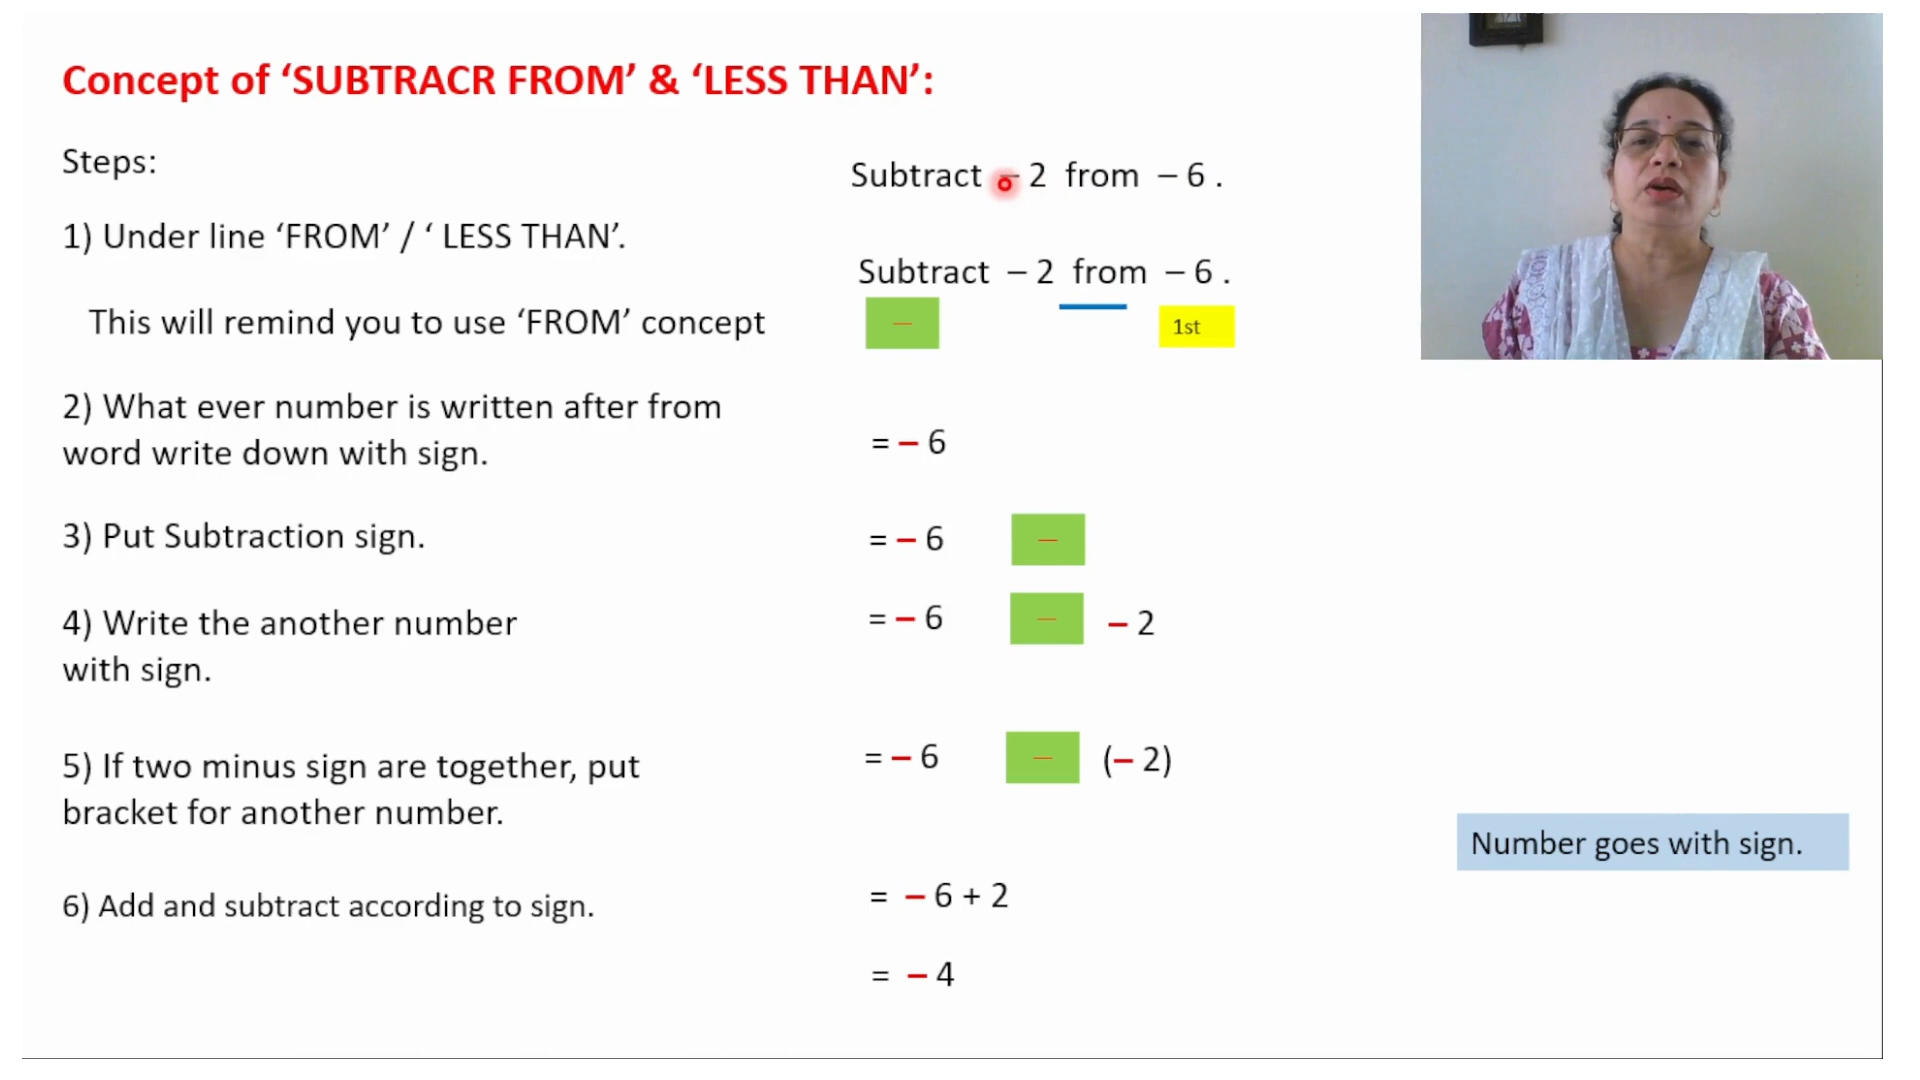 Concept of ‘SUBTRACR FROM’ & ‘LESS THAN’:
Steps:
Subtract – 2 from – 6 .
1) Under line ‘FROM’ / ‘ LESS THAN’.
Subtract – 2 from – 6 .
This will remind you to use ‘FROM’ concept
–
1st
2) What ever number is written after from
word write down with sign.
= – 6
3) Put Subtraction sign.
= – 6 –
4) Write the another number
with sign.
= – 6 – – 2
5) If two minus sign are together, put
bracket for another number.
= – 6 – (– 2)
Number goes with sign.
6) Add and subtract according to sign.
= – 6 + 2
= – 4